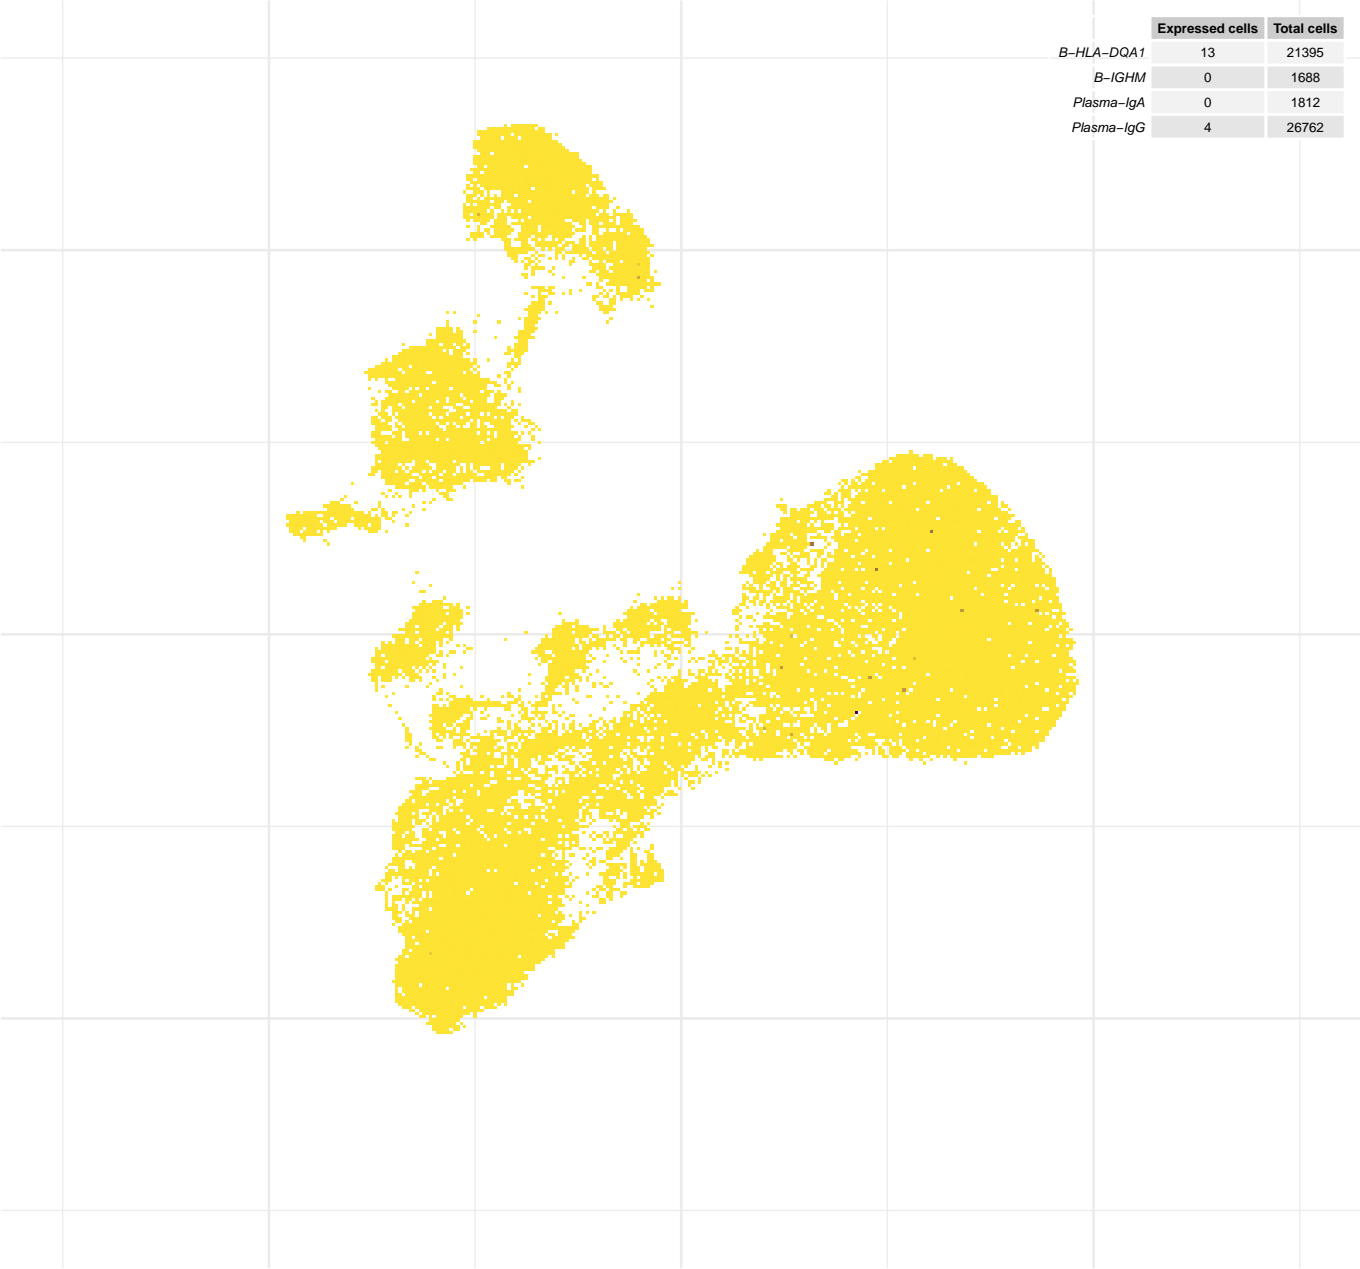 Expressed cells Total cells
B−HLA−DQA1 13 21395
B−IGHM 0 1688
Plasma−IgA 0 1812
Plasma−IgG 4 26762